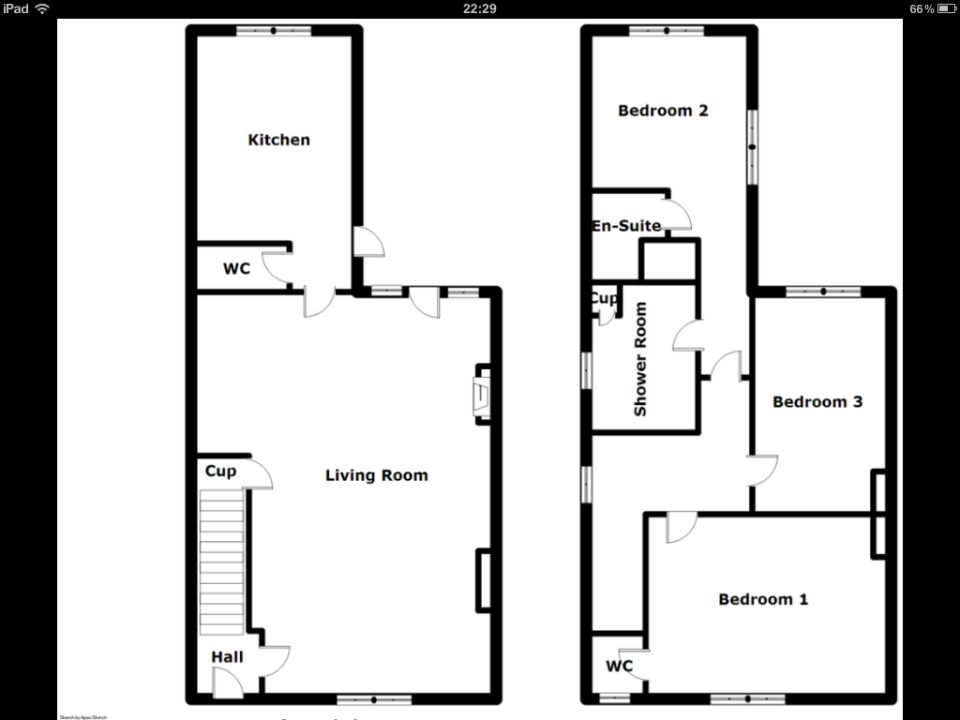 iPad 22:29 66%
Kitchen
WC
Cup
Living Room
Hall
Bedroom 2
En-Suite
Cup
Shower Room
Bedroom 3
Bedroom 1
WC
Sketch by Apex Sketch